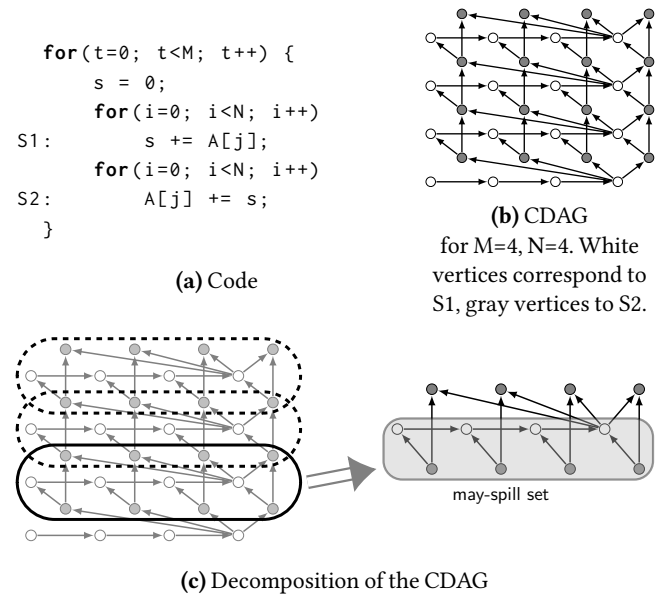 for(t=0; t<M; t++) {
s = 0;
for(i=0; i<N; i++)
S1: s += A[j];
for(i=0; i<N; i++)
S2: A[j] += s;
}
(a) Code
(b) CDAG
for M=4, N=4. White
vertices correspond to
S1, gray vertices to S2.
may-spill set
(c) Decomposition of the CDAG